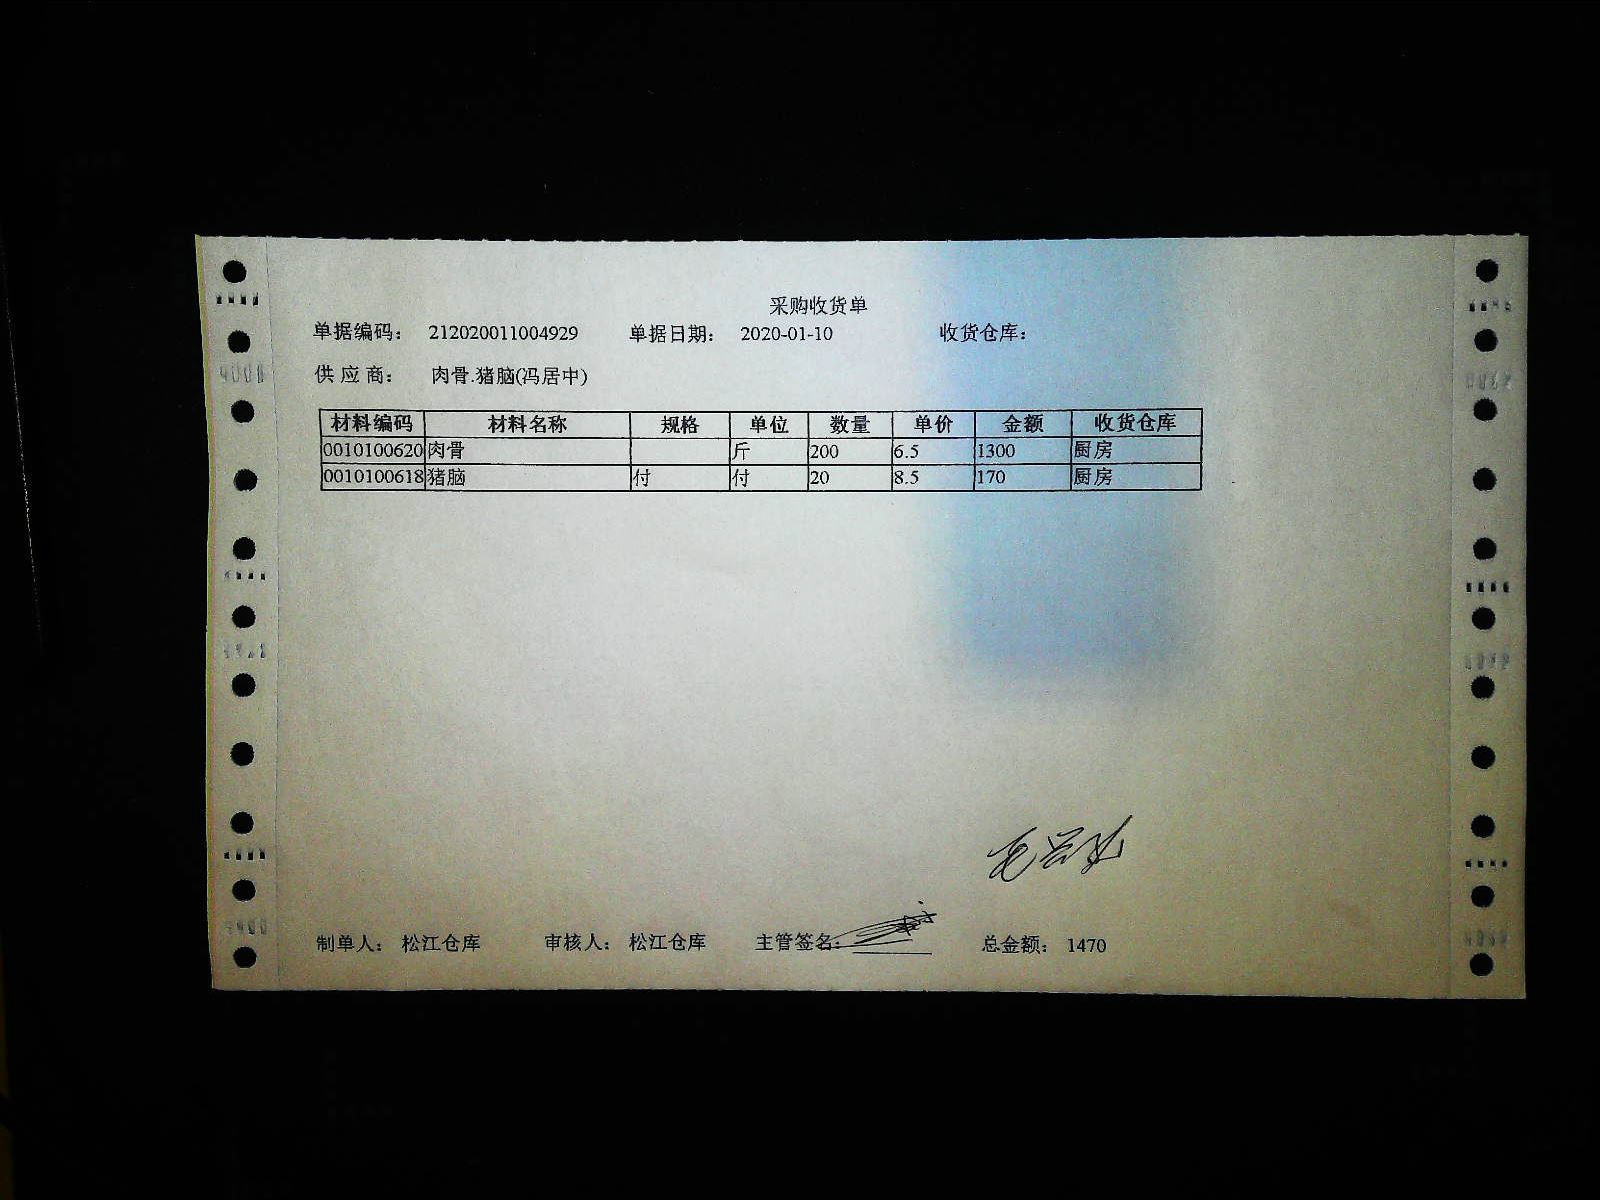 采购收货单
单据编码： 212020011004929 单据日期： 2020-01-10 收货仓库：
供 应 商： 肉骨.猪脑(冯居中)
材料编码 材料名称 规格 单位 数量 单价 金额 收货仓库
0010100620 肉骨 斤 200 6.5 1300 厨房
0010100618 猪脑 付 付 20 8.5 170 厨房
制单人： 松江仓库 审核人： 松江仓库 主管签名： 总金额： 1470